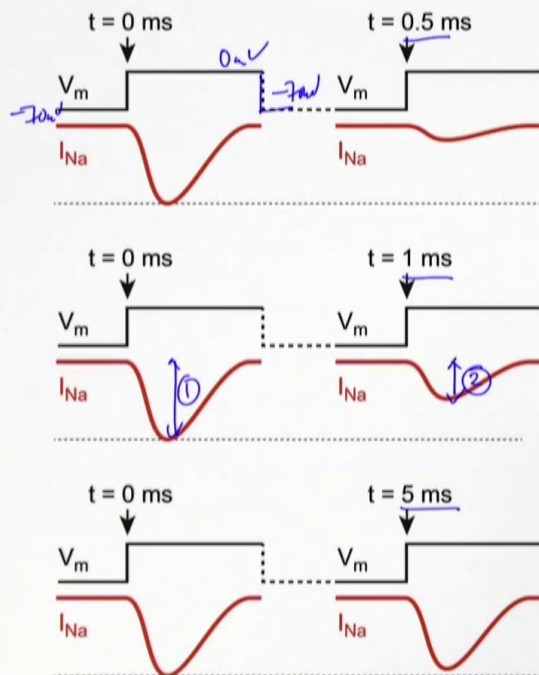 t = 0 ms t = 0.5 ms
0mV
Vm -70mV Vm
-70mV
INa INa
t = 0 ms t = 1 ms
Vm Vm
① ②
INa INa
t = 0 ms t = 5 ms
Vm Vm
INa INa